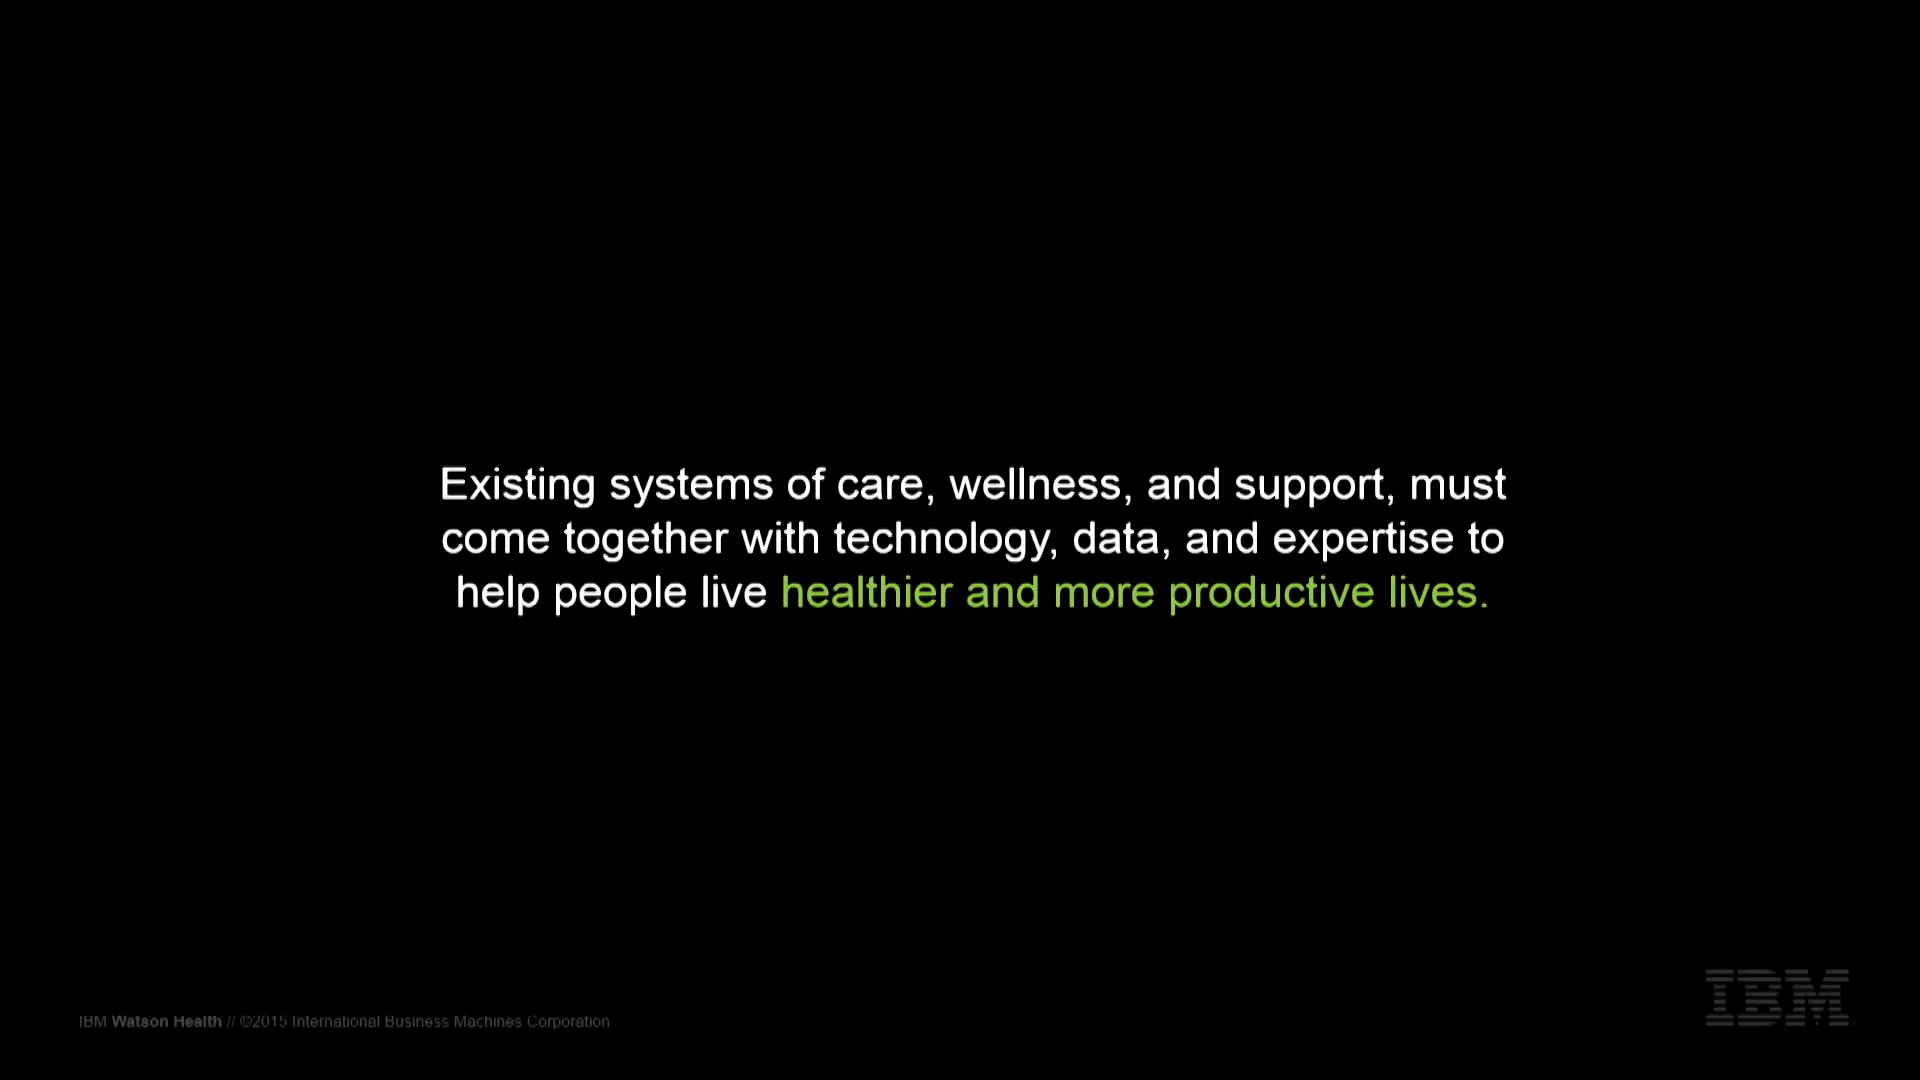 Existing systems of care, wellness, and support, must
come together with technology, data, and expertise to
help people live healthier and more productive lives.
IBM Watson Health // ©2015 International Business Machines Corporation
IBM